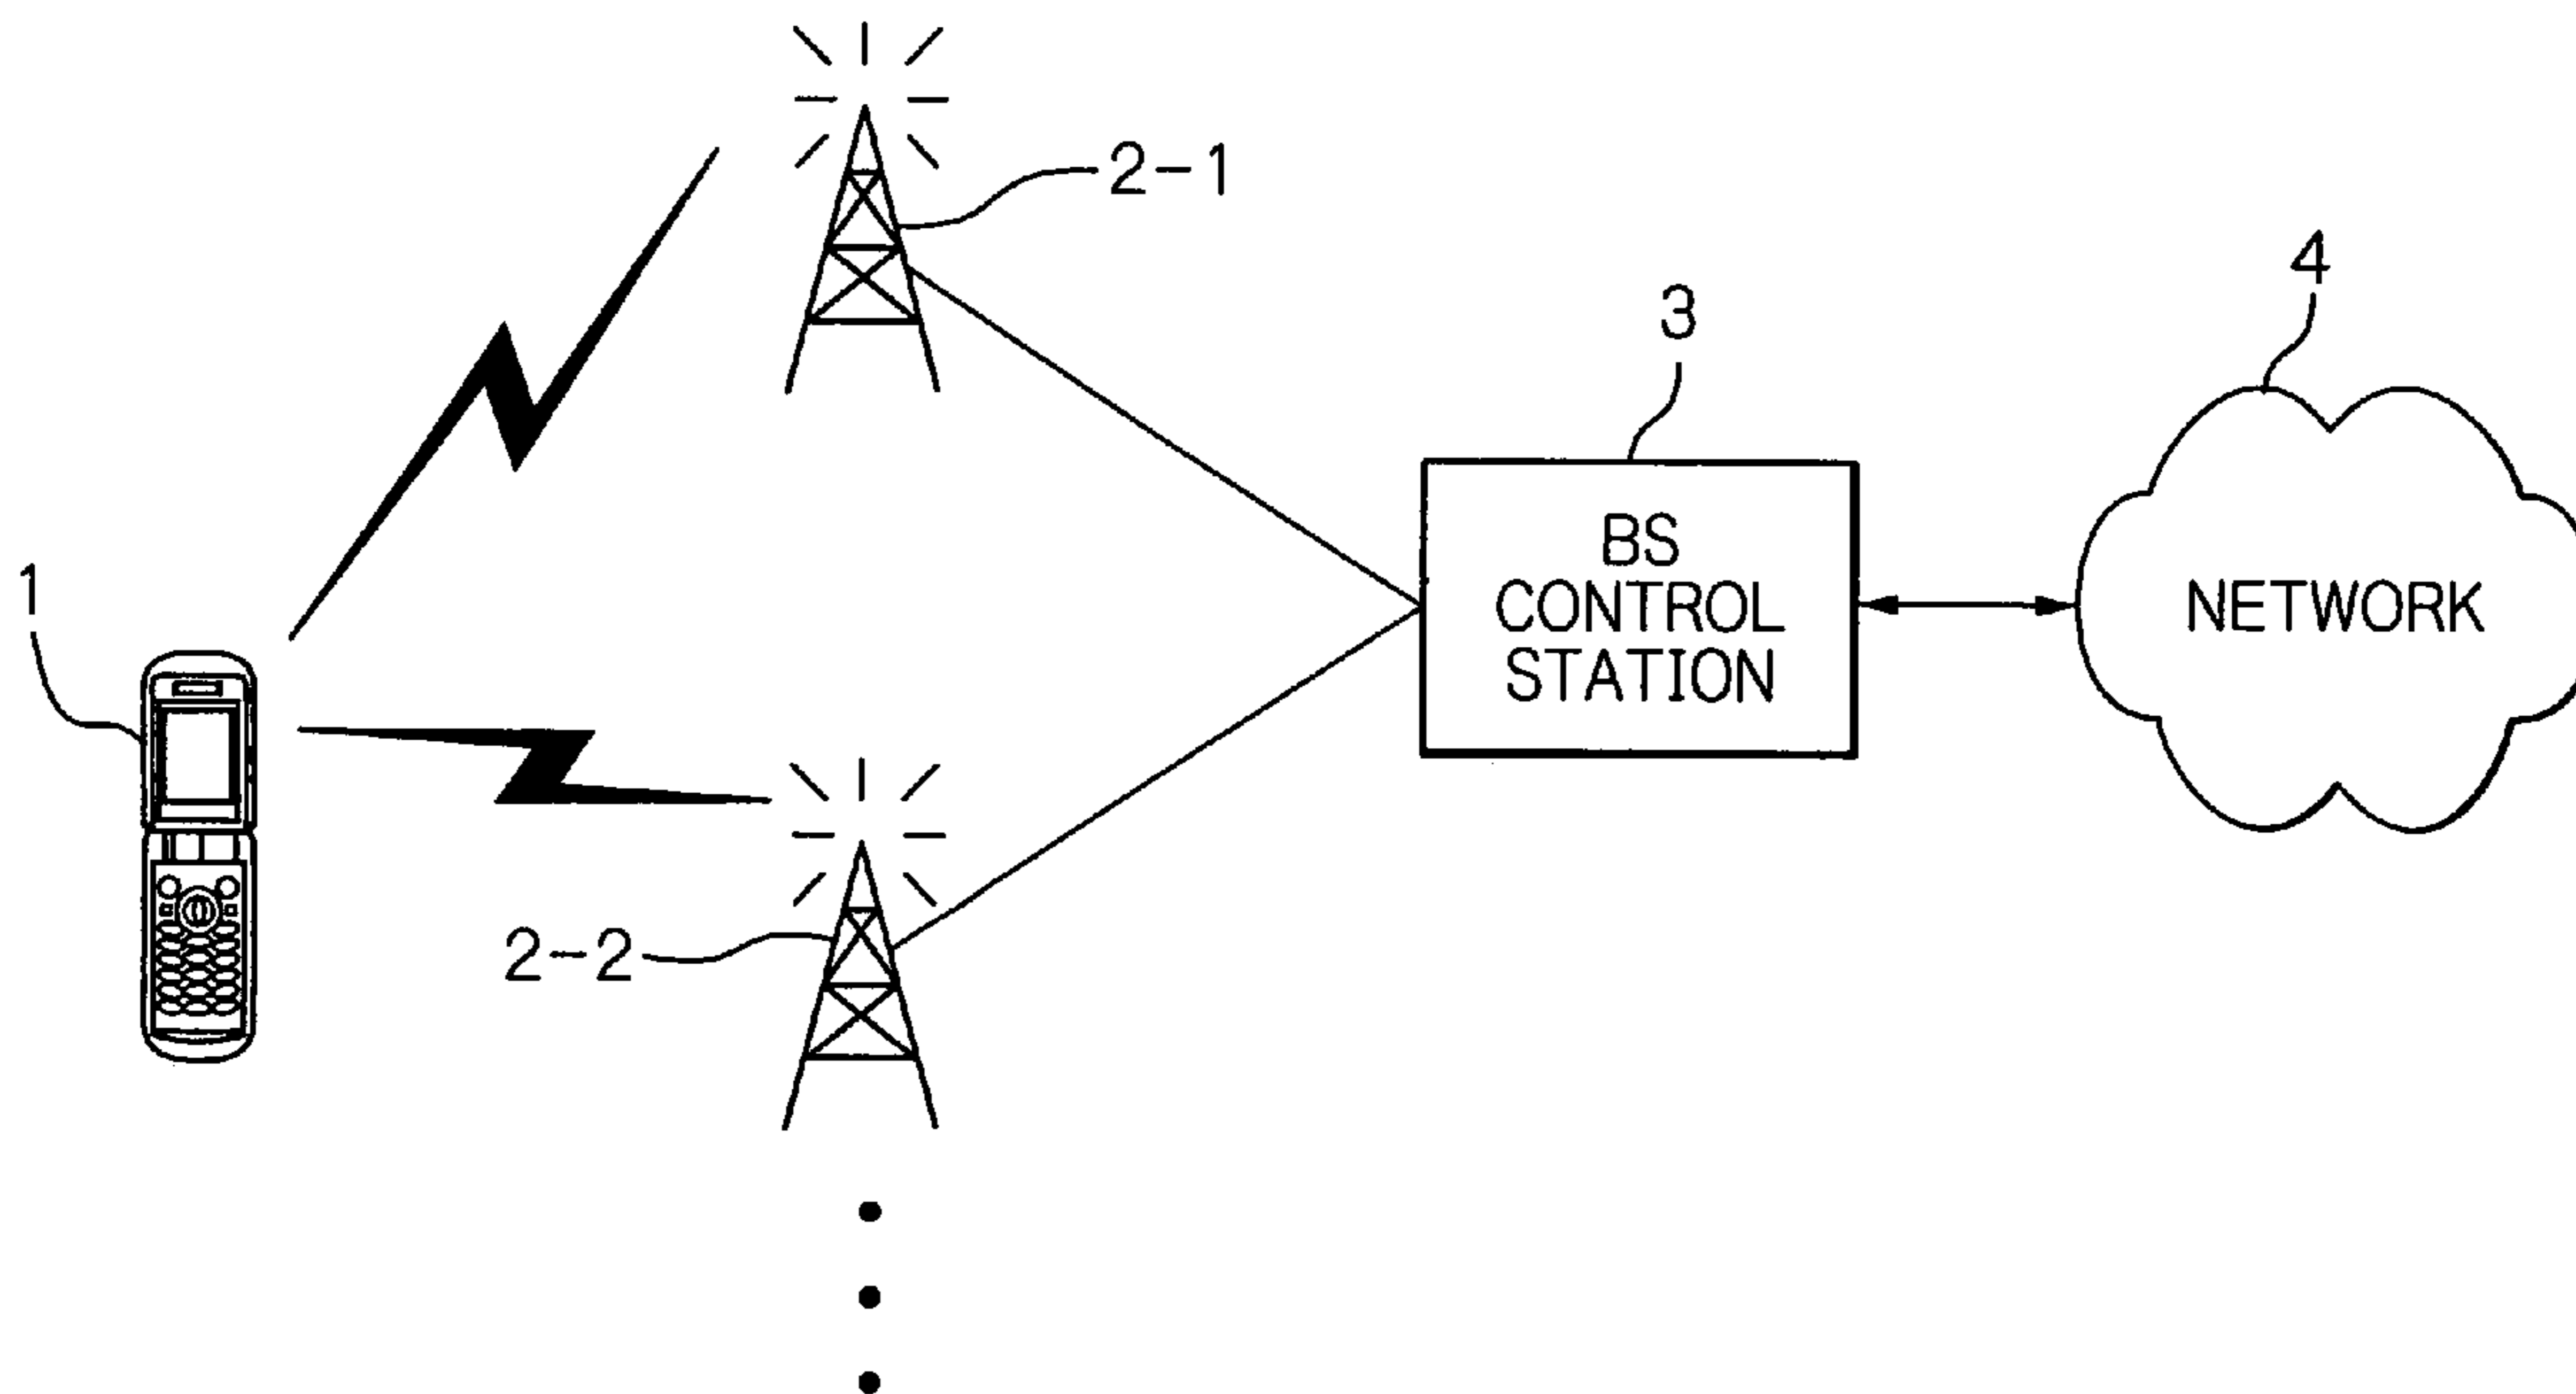 2-1
4
3
BS
CONTROL
STATION
NETWORK
1
2-2